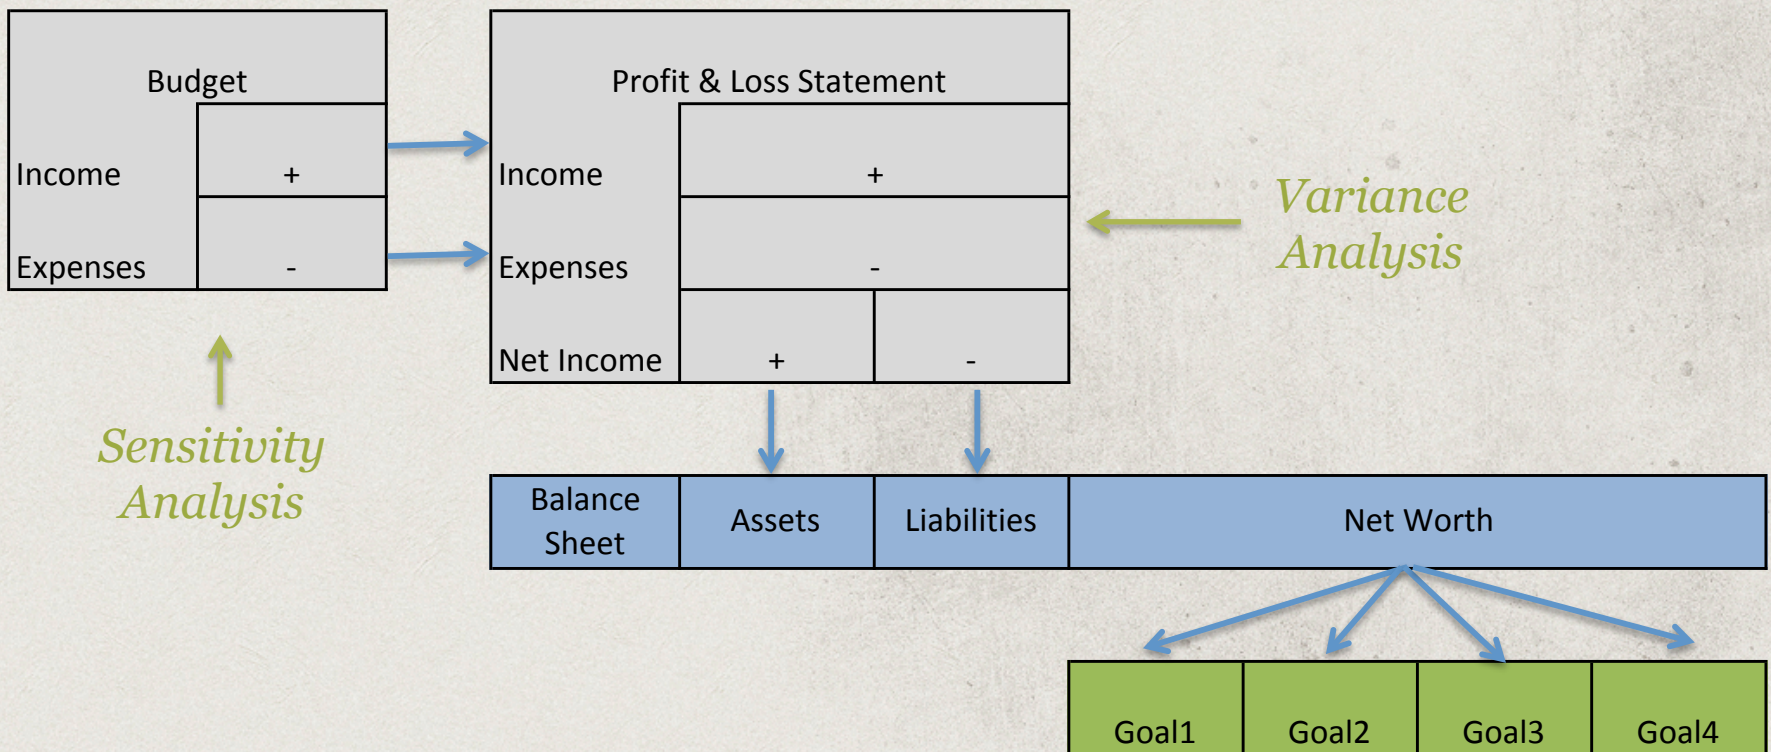 Budget
Income +
Expenses -
Profit & Loss Statement
Income +
Expenses -
Net Income + -
Variance
Analysis
Sensitivity
Analysis
Balance
Sheet
Assets
Liabilities
Net Worth
Goal1 Goal2 Goal3 Goal4